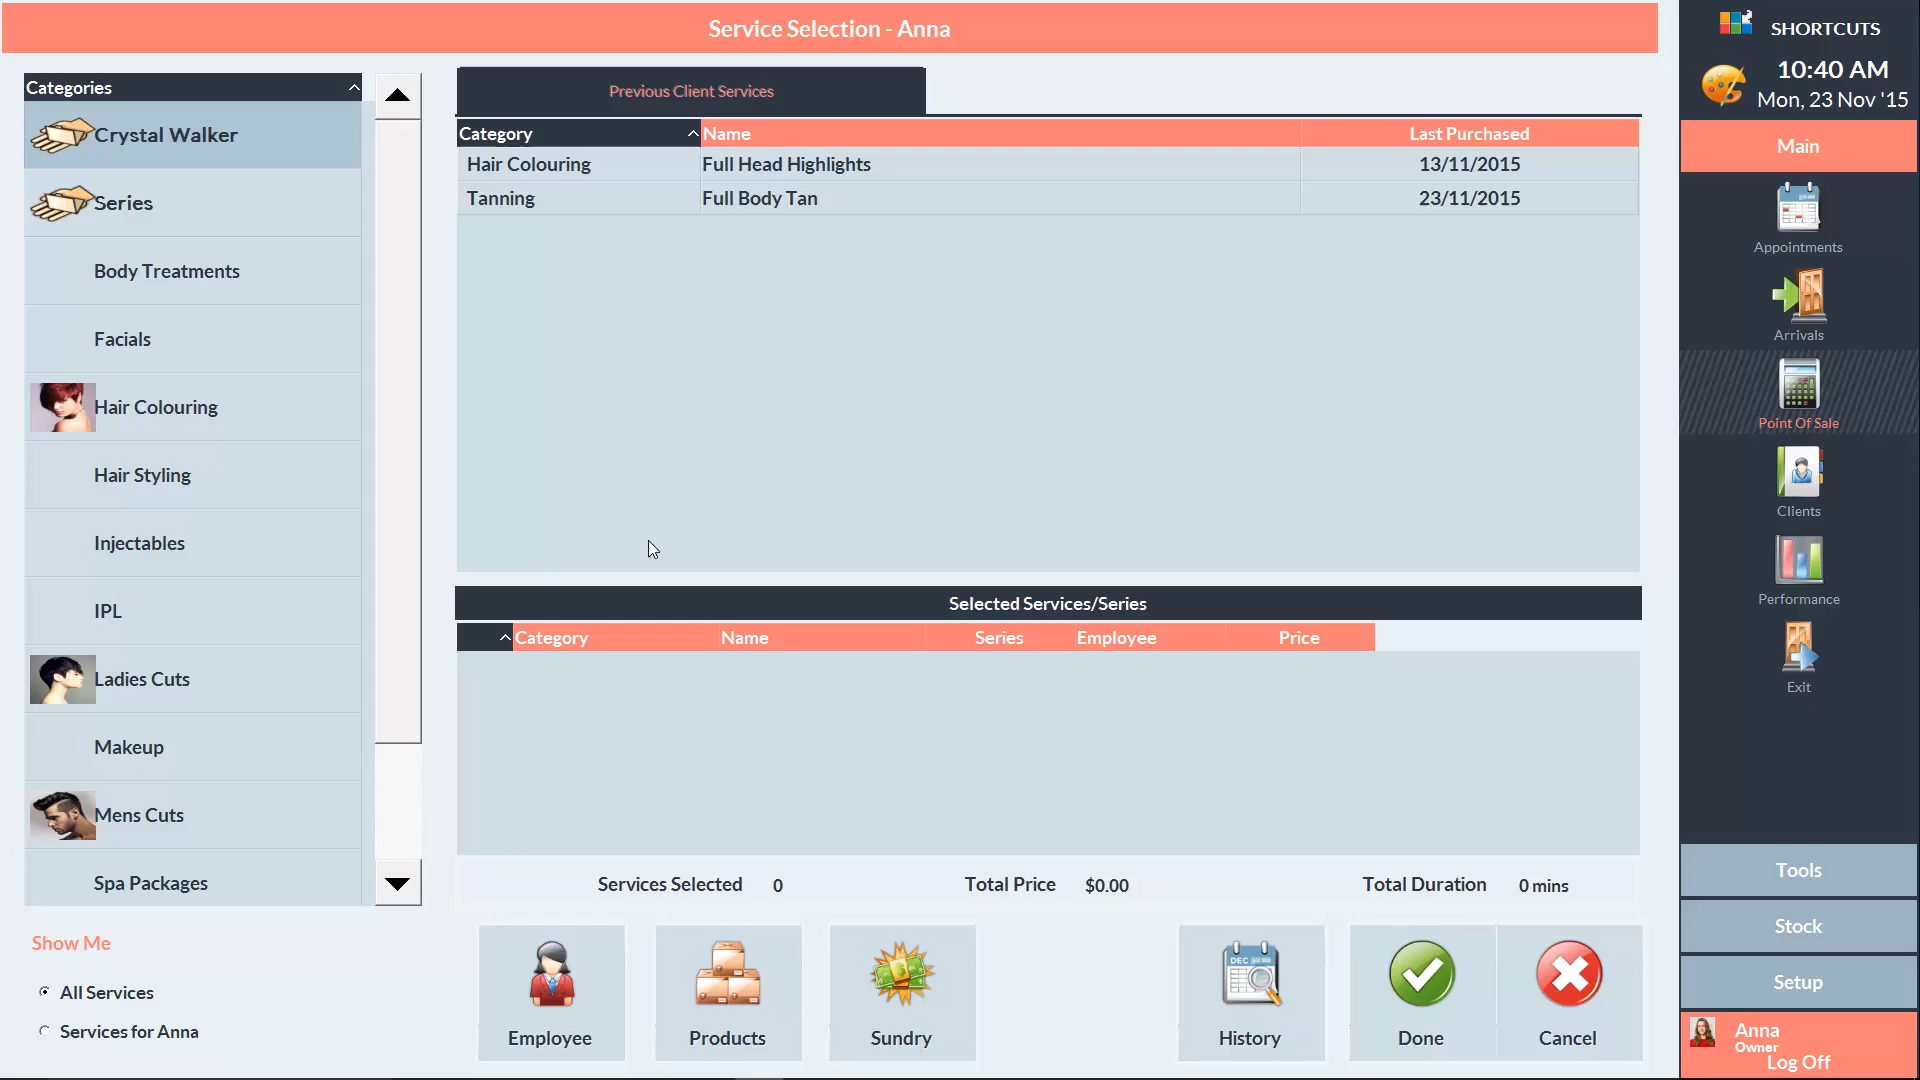 Service Selection - Anna
Categories
Crystal Walker
Series
Body Treatments
Facials
Hair Colouring
Hair Styling
Injectables
IPL
Ladies Cuts
Makeup
Mens Cuts
Spa Packages
Show Me
All Services
Services for Anna
Previous Client Services
Category Name Last Purchased
Hair Colouring Full Head Highlights 13/11/2015
Tanning Full Body Tan 23/11/2015
Selected Services/Series
Category Name Series Employee Price
Services Selected 0 Total Price $0.00 Total Duration 0 mins
Employee
Products
Sundry
DEC
History
Done
Cancel
SHORTCUTS
10:40 AM
Mon, 23 Nov '15
Main
Appointments
Arrivals
Point Of Sale
Clients
Performance
Exit
Tools
Stock
Setup
Anna
Owner
Log Off